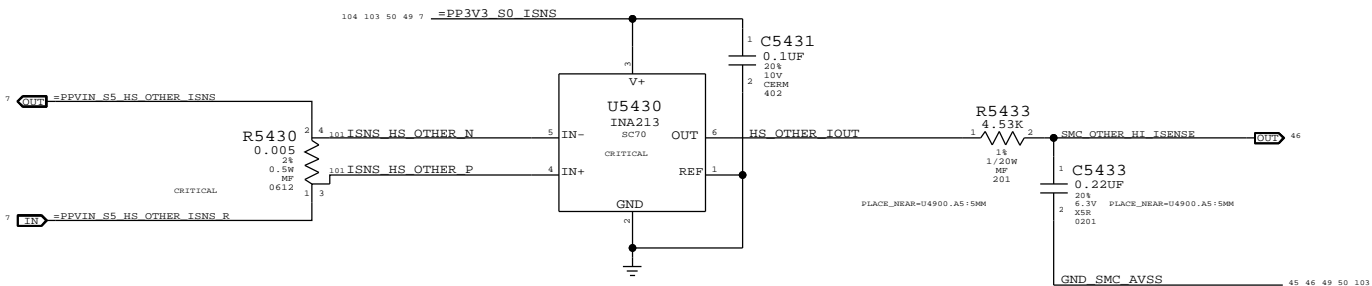 104 103 50 49 7 =PP3V3_S0_ISNS
1 C5431
0.1UF
20%
10V
2 CERM
402
3
V+
7 OUT =PPVIN_S5_HS_OTHER_ISNS
U5430
INA213
SC70
CRITICAL
R5430
0.005
2%
0.5W
MF
0612
CRITICAL
2 4
1 3
101 ISNS_HS_OTHER_N 5 IN-
OUT 6 HS_OTHER_IOUT
101 ISNS_HS_OTHER_P 4 IN+
REF 1
GND
2
7 IN =PPVIN_S5_HS_OTHER_ISNS_R
R5433
4.53K
1 2
1%
1/20W
MF
201
PLACE_NEAR=U4900.A5:5MM
SMC_OTHER_HI_ISENSE OUT 46
1 C5433
0.22UF
20%
2 6.3V PLACE_NEAR=U4900.A5:5MM
X5R
0201
GND_SMC_AVSS 45 46 49 50 103